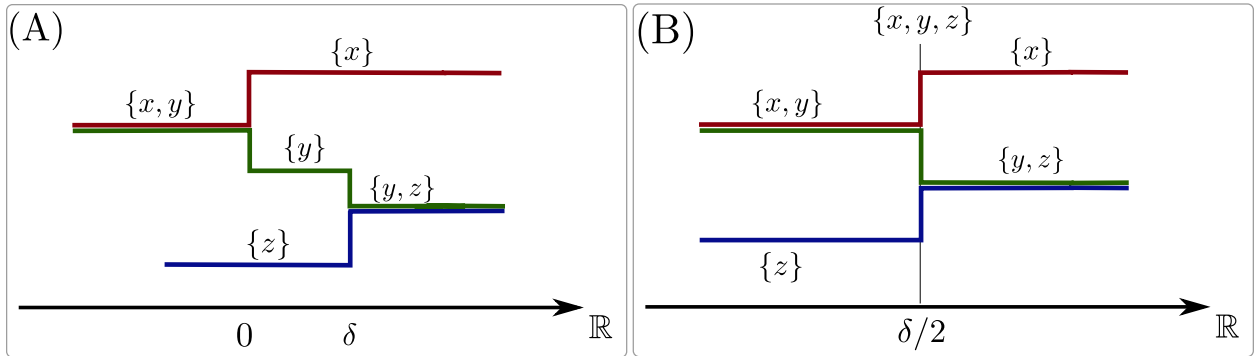 (A)
{x}
{x, y}
{y}
{y, z}
{z}
0
δ
ℝ
(B)
{x, y, z}
{x}
{x, y}
{y, z}
{z}
δ/2
ℝ